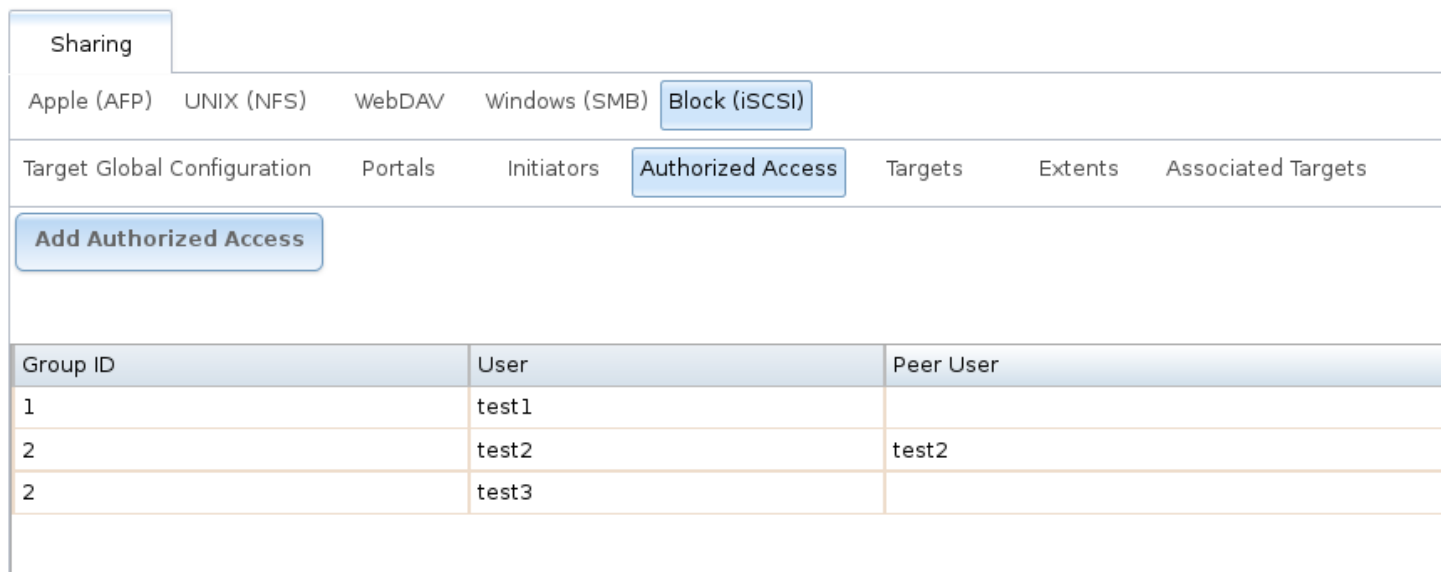 Sharing
Apple (AFP) UNIX (NFS) WebDAV Windows (SMB) Block (iSCSI)
Target Global Configuration Portals Initiators Authorized Access Targets Extents Associated Targets
Add Authorized Access
Group ID User Peer User
1 test1
2 test2 test2
2 test3